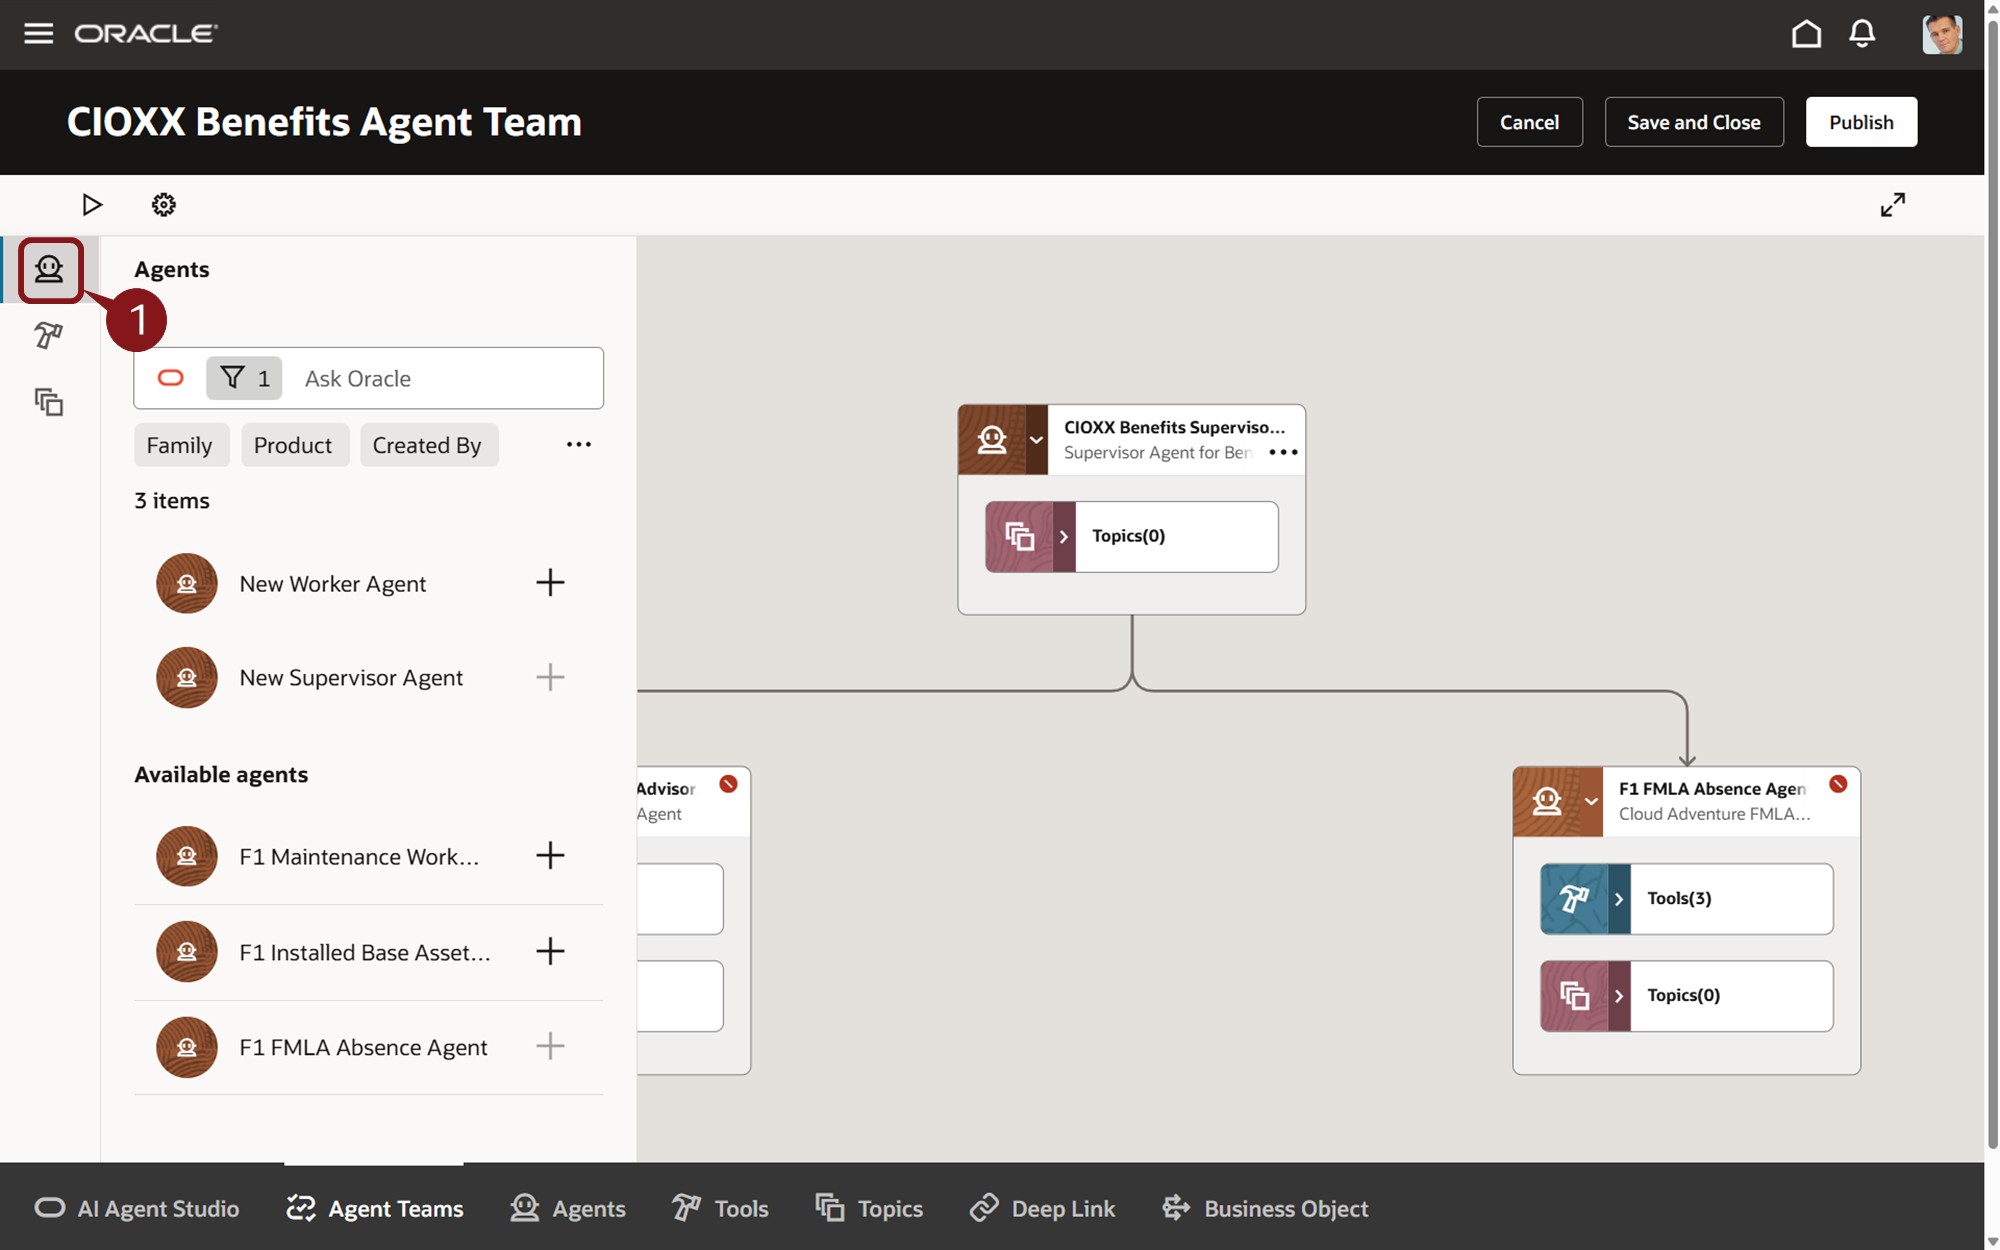 ORACLE
CIOXX Benefits Agent Team
Cancel
Save and Close
Publish
Agents
1
1
Ask Oracle
Family
Product
Created By
3 items
New Worker Agent
New Supervisor Agent
Available agents
F1 Maintenance Work...
F1 Installed Base Asset...
F1 FMLA Absence Agent
CIOXX Benefits Superviso...
Supervisor Agent for Ben
Topics(0)
Advisor
Agent
F1 FMLA Absence Agen
Cloud Adventure FMLA...
Tools(3)
Topics(0)
AI Agent Studio
Agent Teams
Agents
Tools
Topics
Deep Link
Business Object